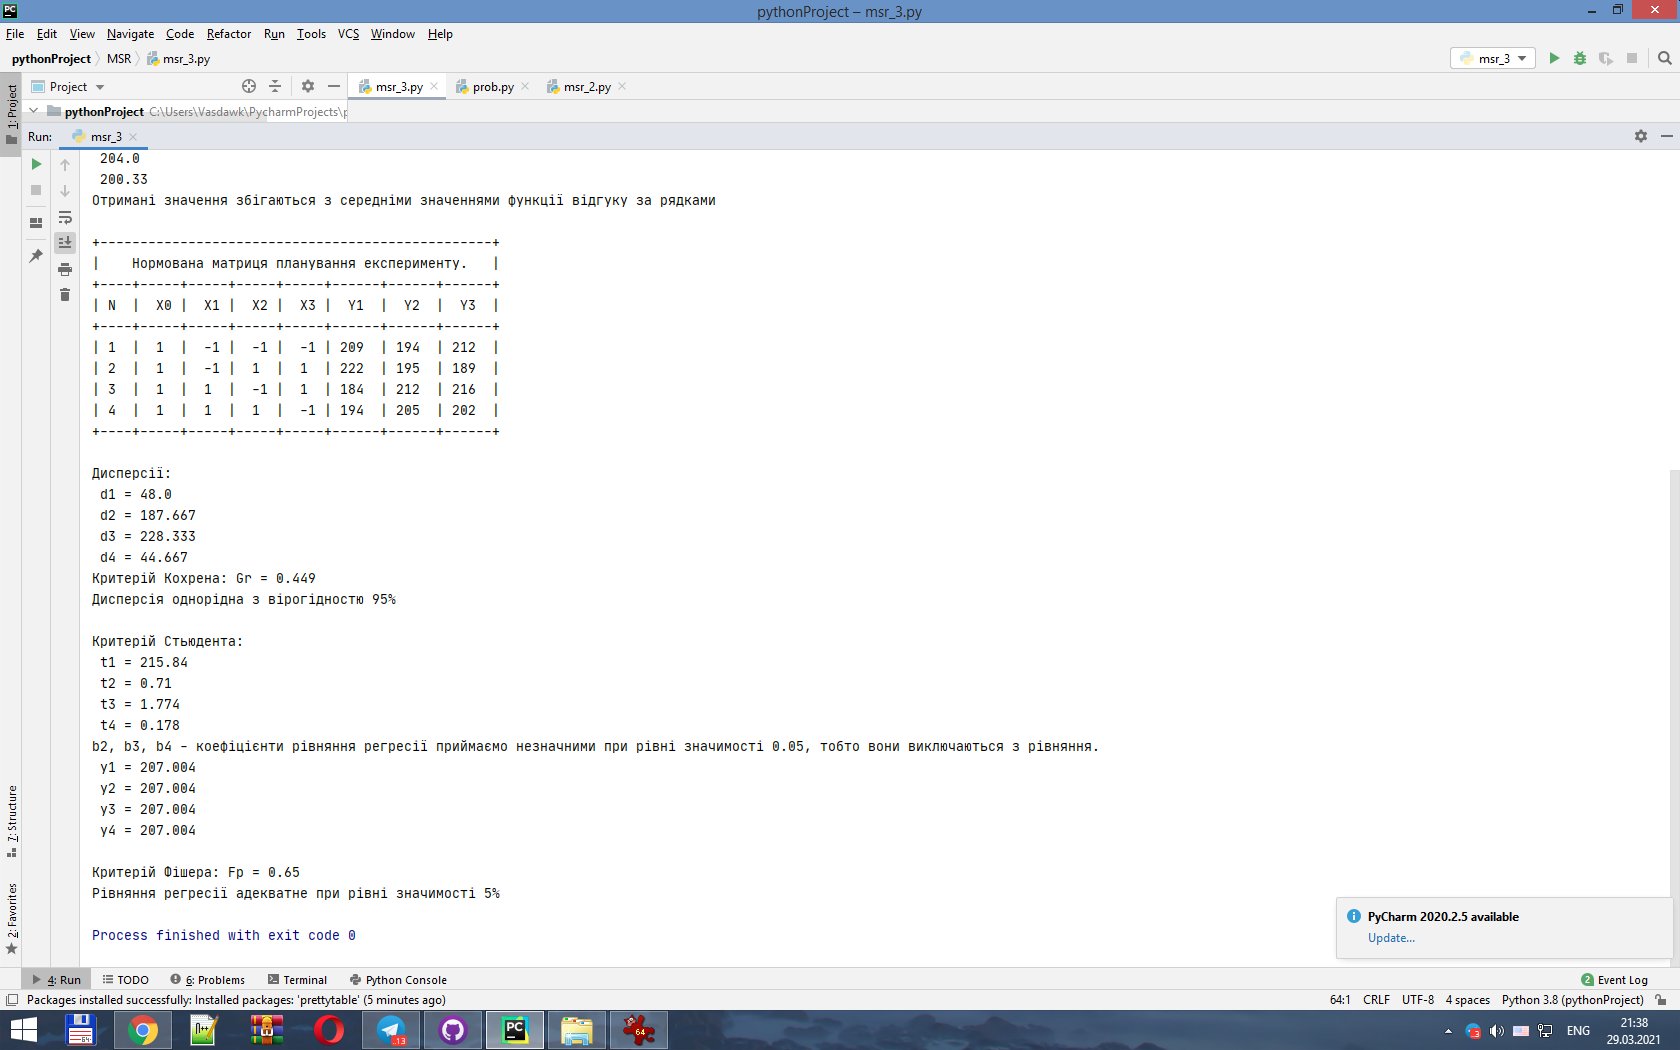 pythonProject – msr_3.py
File Edit View Navigate Code Refactor Run Tools VCS Window Help
pythonProject MSR msr_3.py
msr_3
Project
msr_3.py prob.py msr_2.py
1: Project
pythonProject C:\Users\Vasdawk\PycharmProjects\p
Run: msr_3
204.0
200.33
Отримані значення збігаються з середніми значеннями функції відгуку за рядками
+-------------------------------------------------+
| Нормована матриця планування експерименту. |
+----+-----+-----+-----+-----+------+------+------+
| N | X0 | X1 | X2 | X3 | Y1 | Y2 | Y3 |
+----+-----+-----+-----+-----+------+------+------+
| 1 | 1 | -1 | -1 | -1 | 209 | 194 | 212 |
| 2 | 1 | -1 | 1 | 1 | 222 | 195 | 189 |
| 3 | 1 | 1 | -1 | 1 | 184 | 212 | 216 |
| 4 | 1 | 1 | 1 | -1 | 194 | 205 | 202 |
+----+-----+-----+-----+-----+------+------+------+
Дисперсії:
d1 = 48.0
d2 = 187.667
d3 = 228.333
d4 = 44.667
Критерій Кохрена: Gr = 0.449
Дисперсія однорідна з вірогідностю 95%
Критерій Стьюдента:
t1 = 215.84
t2 = 0.71
t3 = 1.774
t4 = 0.178
b2, b3, b4 - коефіцієнти рівняння регресії приймаємо незначними при рівні значимості 0.05, тобто вони виключаються з рівняння.
y1 = 207.004
y2 = 207.004
y3 = 207.004
y4 = 207.004
Критерій Фішера: Fp = 0.65
Рівняння регресії адекватне при рівні значимості 5%
Process finished with exit code 0
7: Structure
2: Favorites
PyCharm 2020.2.5 available
Update...
4: Run TODO 6: Problems Terminal Python Console
2 Event Log
Packages installed successfully: Installed packages: 'prettytable' (5 minutes ago)
64:1 CRLF UTF-8 4 spaces Python 3.8 (pythonProject)
PC
64
13
PC
64
3
ENG
21:38
29.03.2021